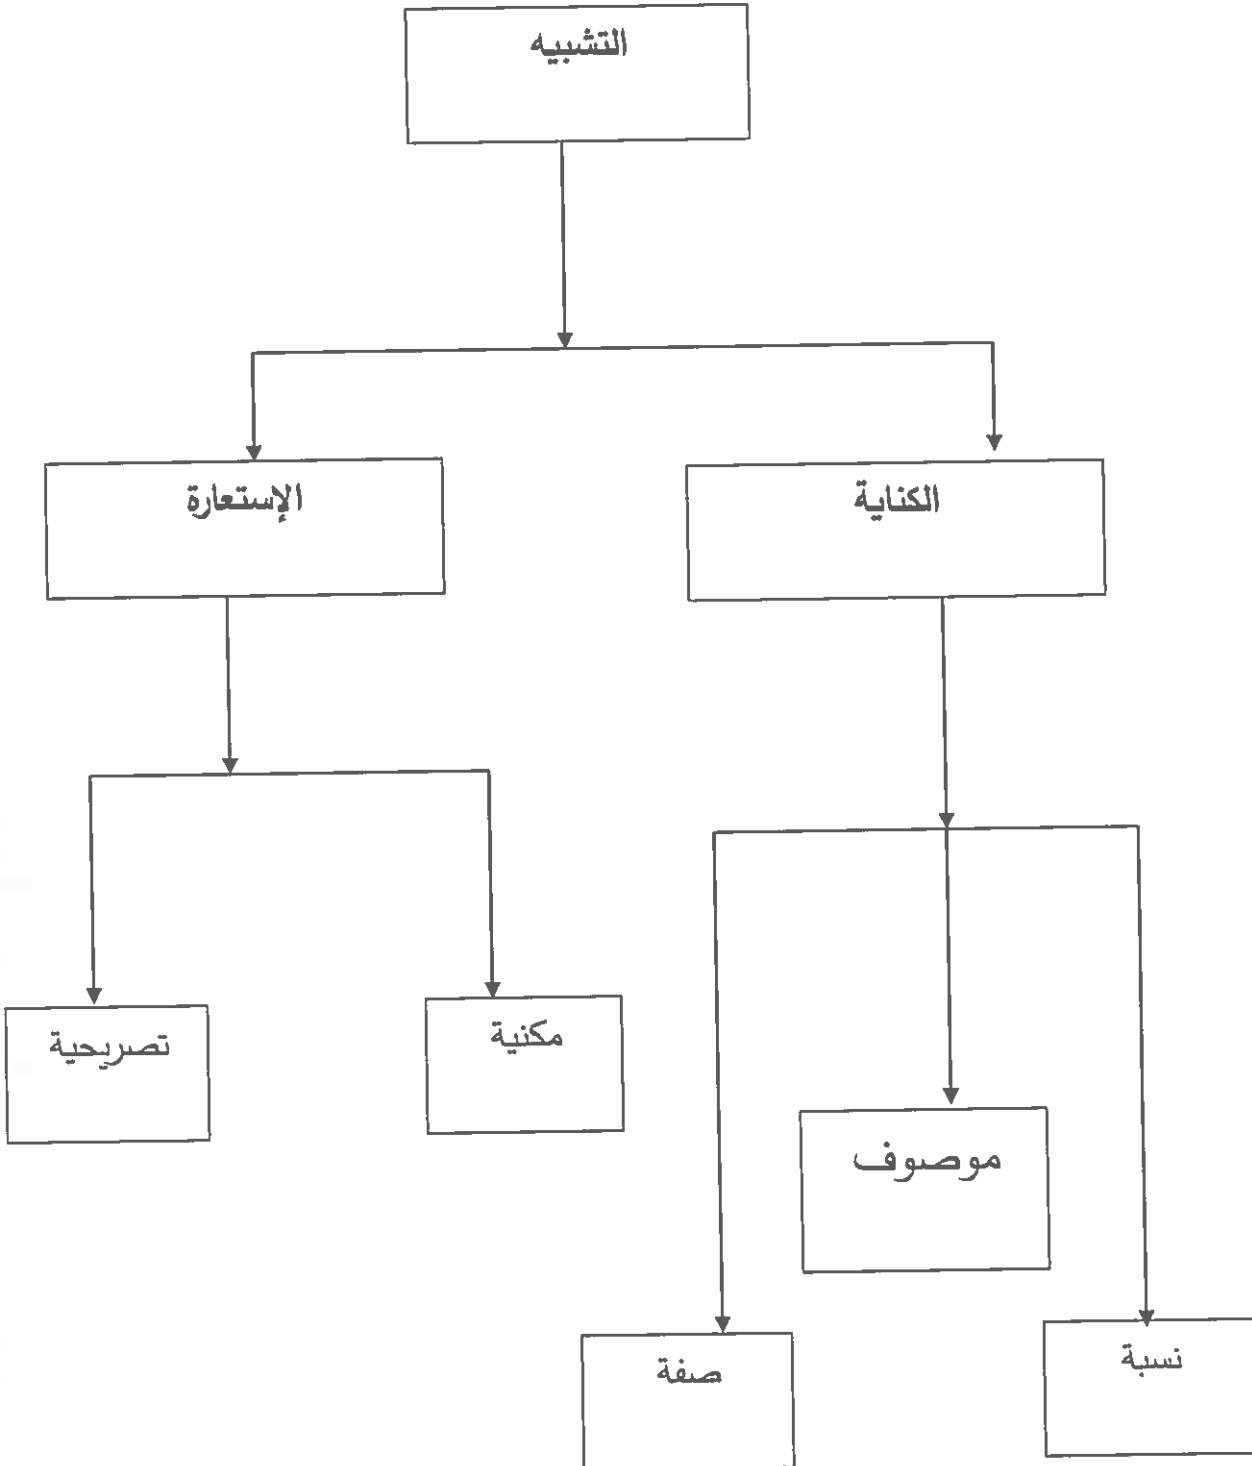 التشبيه
الكناية
الإستعارة
مكنية
تصريحية
موصوف
نسبة
صفة